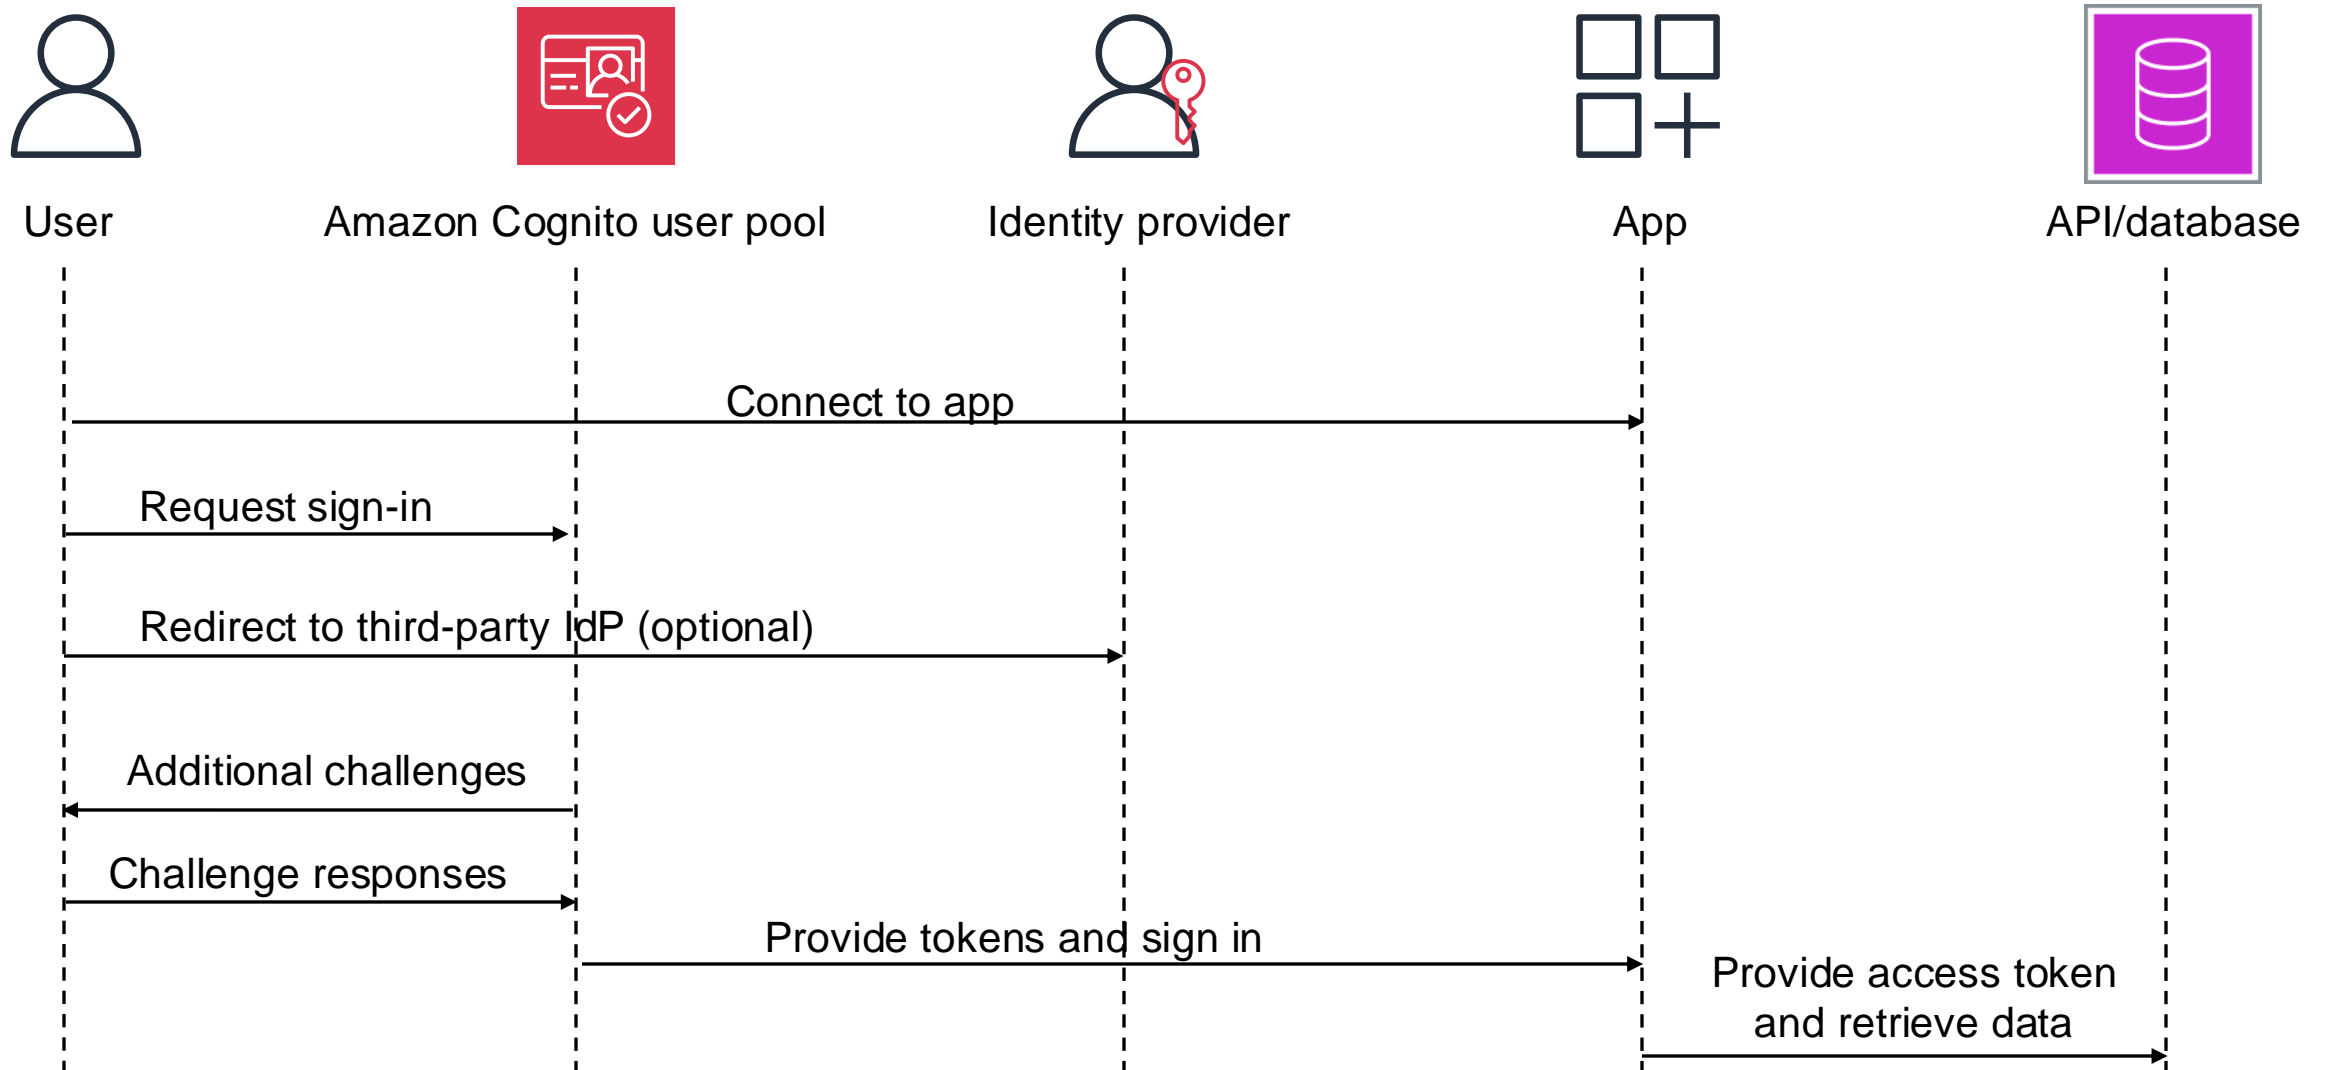 User
Amazon Cognito user pool
Identity provider
App
API/database
Connect to app
Request sign-in
Redirect to third-party IdP (optional)
Additional challenges
Challenge responses
Provide tokens and sign in
Provide access token
and retrieve data